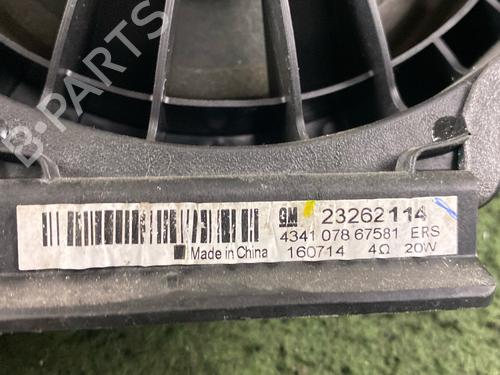 B-PARTS
GM 23262114
4341 078 67581 ERS
Made in China 160714 4Ω 20W